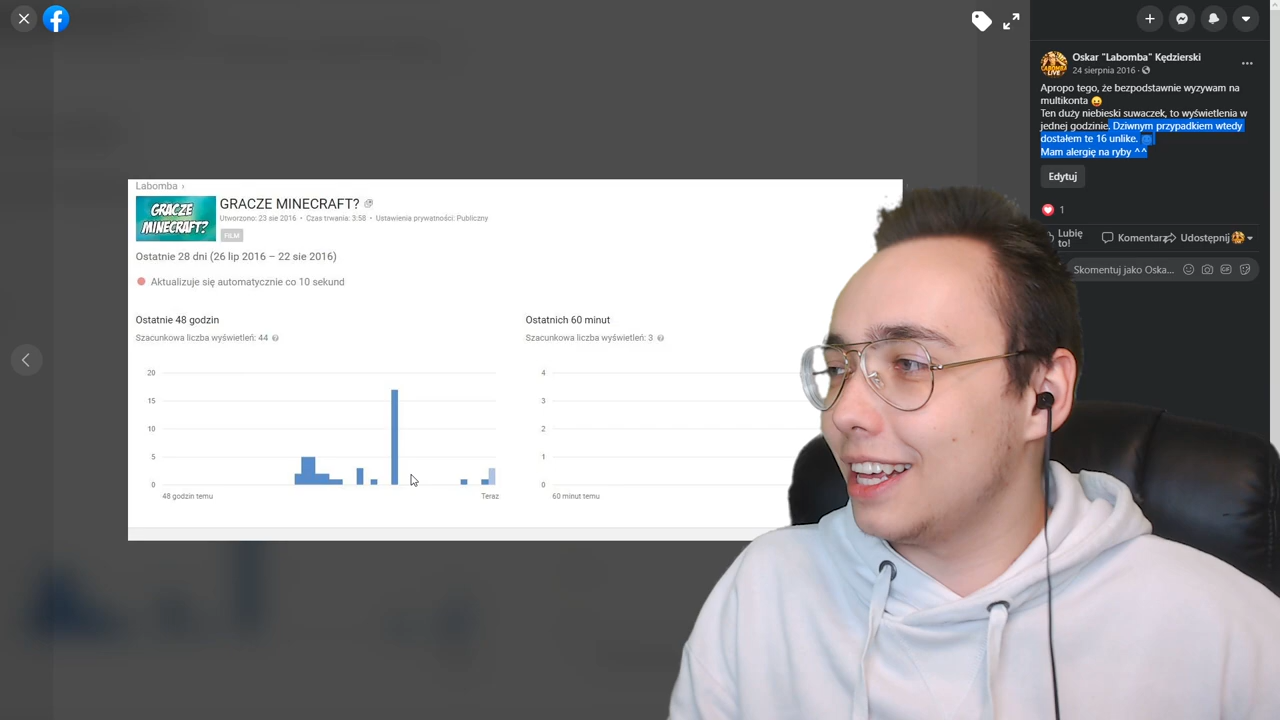 Labomba ›
GRACZE MINECRAFT?
GRACZE
MINECRAFT?
Utworzono: 23 sie 2016 • Czas trwania: 3:58 • Ustawienia prywatności: Publiczny
FILM
Ostatnie 28 dni (26 lip 2016 – 22 sie 2016)
Aktualizuje się automatycznie co 10 sekund
Ostatnie 48 godzin
Szacunkowa liczba wyświetleń: 44
20
15
10
5
0
48 godzin temu
Teraz
Ostatnich 60 minut
Szacunkowa liczba wyświetleń: 3
4
3
2
1
0
60 minut temu
Oskar "Labomba" Kędzierski
24 sierpnia 2016 ·
Apropo tego, że bezpodstawnie wyzywam na
multikonta
Ten duży niebieski suwaczek, to wyświetlenia w
jednej godzinie. Dziwnym przypadkiem wtedy
dostałem te 16 unlike.
Mam alergię na ryby ^^
Edytuj
1
Lubię
to!
Komentarz
Udostępnij
Skomentuj jako Oska...